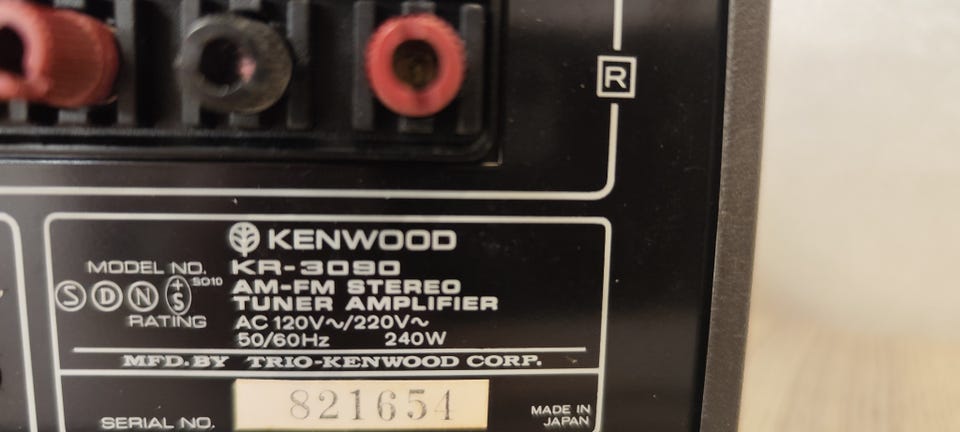 R
KENWOOD
MODEL NO. KR-3090
S D N +S SD10 AM-FM STEREO
TUNER AMPLIFIER
RATING AC 120V~/220V~
50/60Hz 240W
MFD. BY TRIO-KENWOOD CORP.
SERIAL NO. 821654
MADE IN
JAPAN